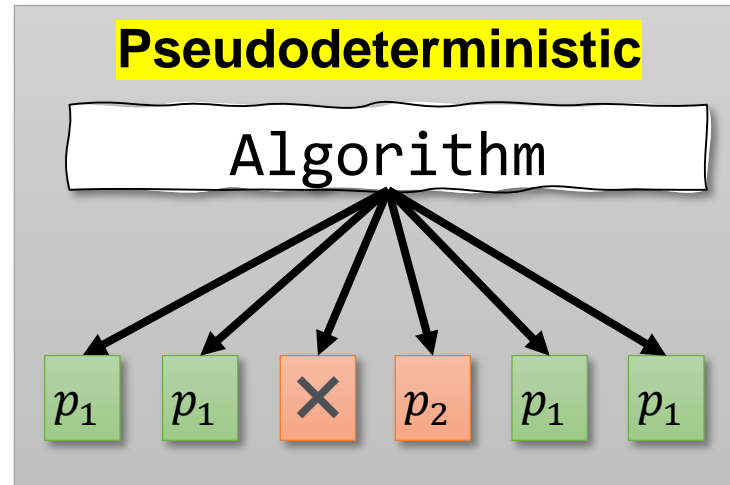 Pseudodeterministic
Algorithm
p₁ p₁ × p₂ p₁ p₁